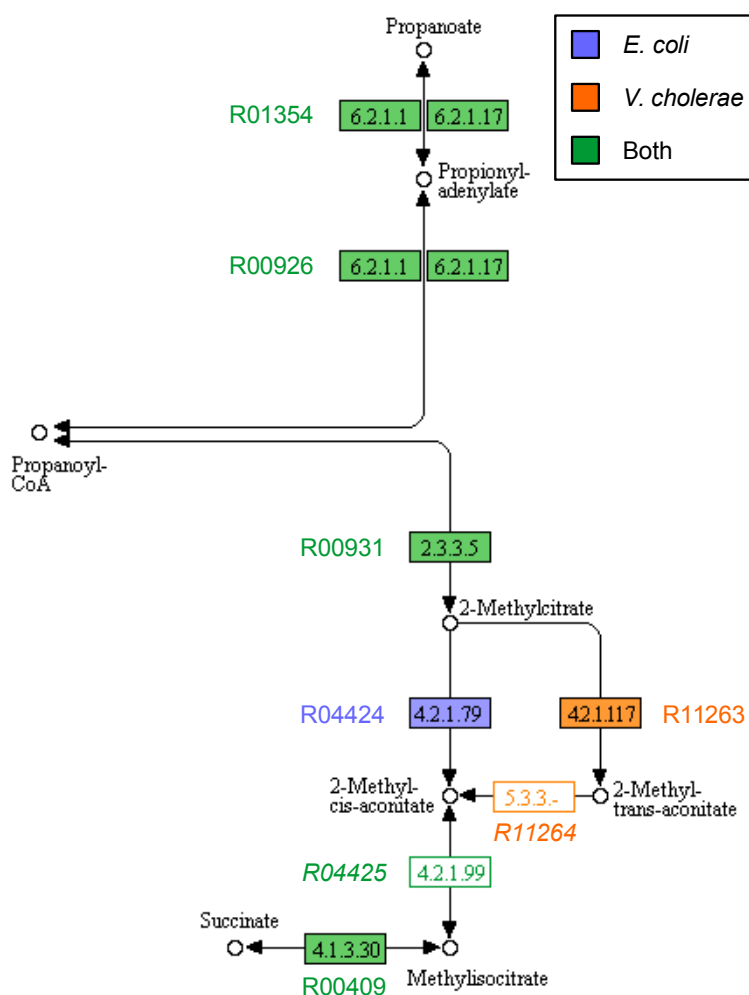 Propanoate
E. coli
V. cholerae
Both
R01354
6.2.1.1
6.2.1.17
Propionyl-
adenylate
R00926
6.2.1.1
6.2.1.17
Propanoyl-
CoA
R00931
2.3.3.5
2-Methylcitrate
R04424
4.2.1.79
4.2.1.117
R11263
2-Methyl-
cis-aconitate
5.3.3.-
2-Methyl-
trans-aconitate
R11264
R04425
4.2.1.99
Succinate
4.1.3.30
R00409
Methylisocitrate